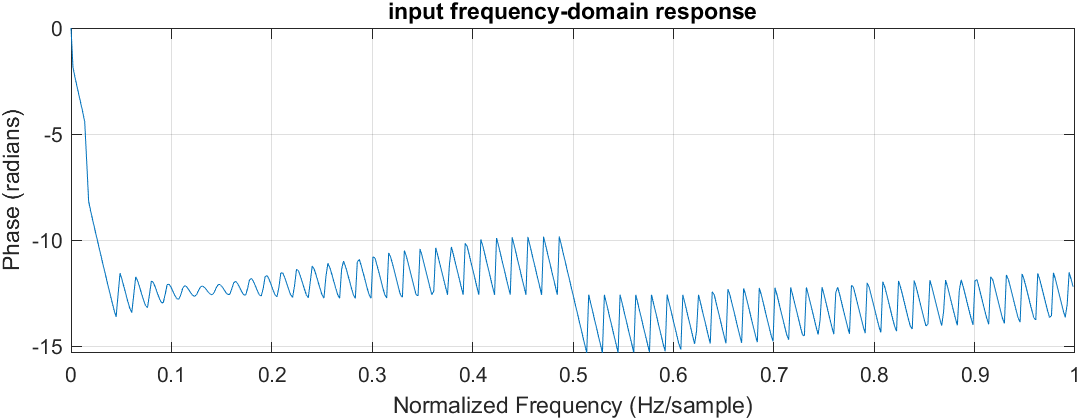 input frequency-domain response
Phase (radians)
0
-5
-10
-15
0 0.1 0.2 0.3 0.4 0.5 0.6 0.7 0.8 0.9 1
Normalized Frequency (Hz/sample)